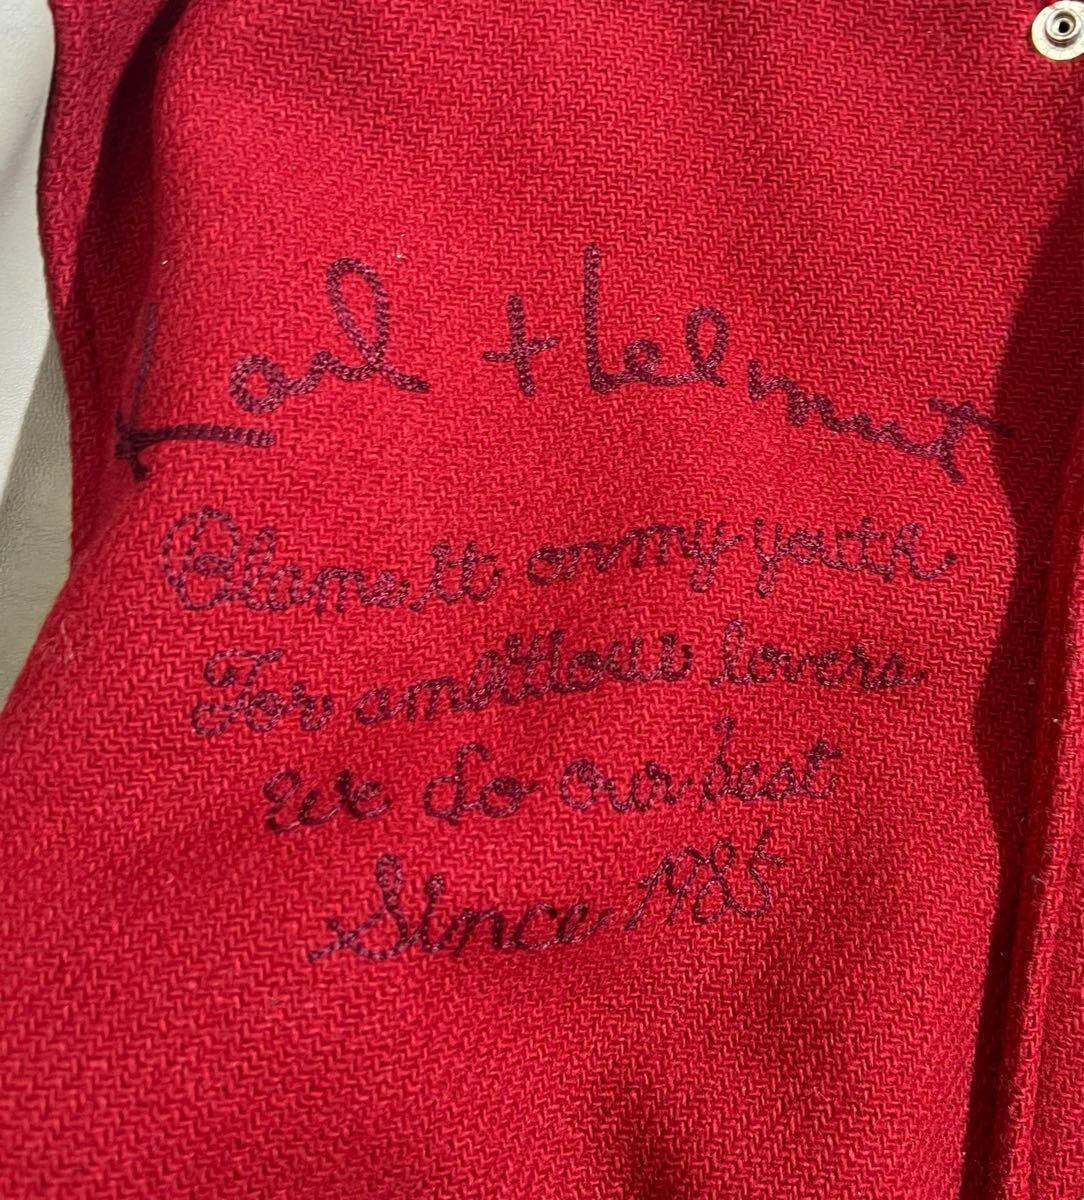 Karl Helmut
Blame it on my youth
For ambitious lovers
We do our best
Since 1985